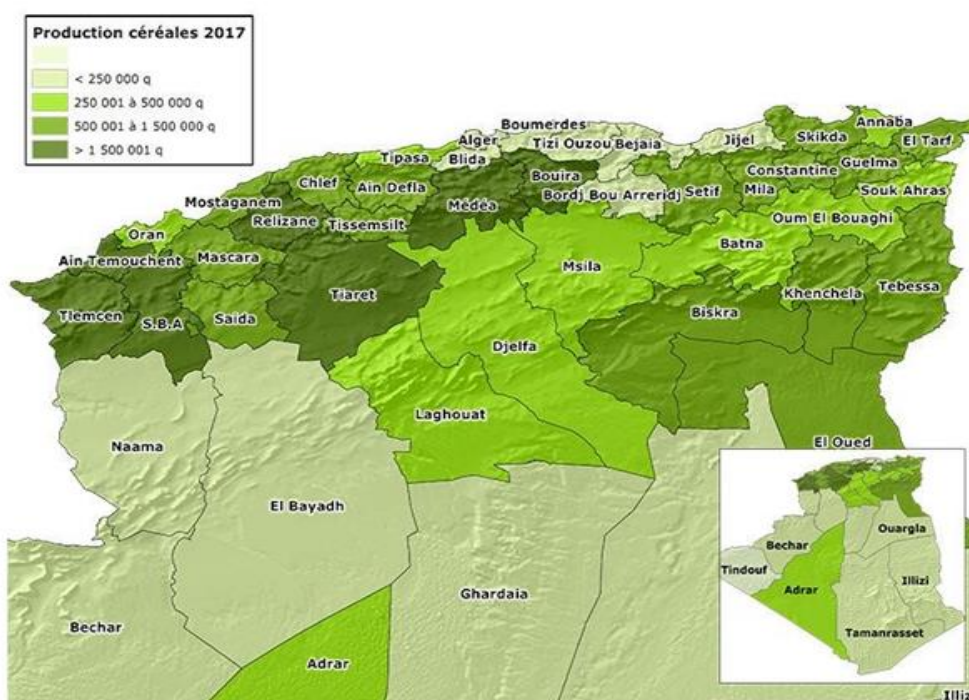 Production céréales 2017
< 250 000 q
250 001 à 500 000 q
500 001 à 1 500 000 q
> 1 500 001 q
Boumerdes
Alger
Tizi Ouzou
Bejaia
Jijel
Skikda
Annaba
El Tarf
Tipasa
Blida
Bouira
Constantine
Guelma
Chlef
Ain Defla
Médéa
Bordj Bou Arreridj
Setif
Mila
Souk Ahras
Mostaganem
Relizane
Tissemsilt
Oum El Bouaghi
Oran
Mascara
Batna
Ain Temouchent
Msila
Tiaret
Khenchela
Tebessa
Tlemcen
S.B.A
Saida
Biskra
Djelfa
Laghouat
Naama
El Oued
El Bayadh
Ghardaia
Bechar
Adrar
Illiz
Ouargla
Bechar
Tindouf
Adrar
Illizi
Tamanrasset